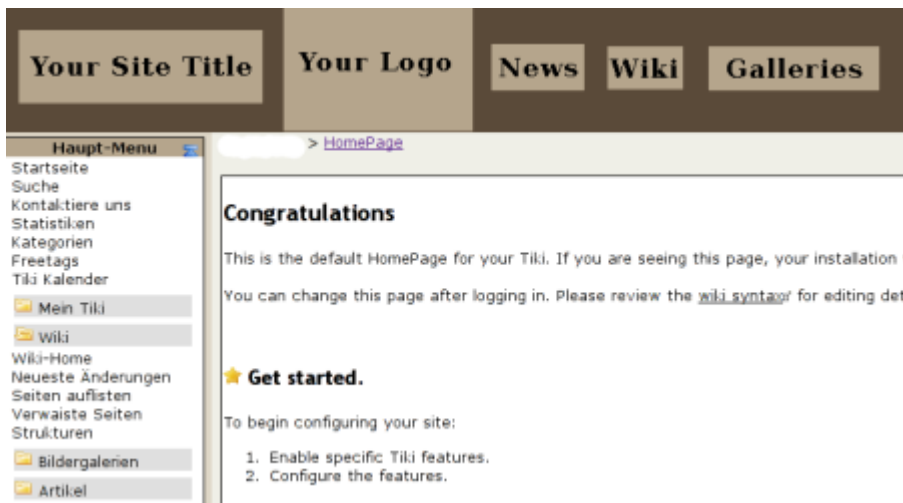 Your Site Title
Your Logo
News
Wiki
Galleries
Haupt-Menu
Startseite
Suche
Kontaktiere uns
Statistiken
Kategorien
Freetags
Tiki Kalender
Mein Tiki
Wiki
Wiki-Home
Neueste Änderungen
Seiten auflisten
Verwaiste Seiten
Strukturen
Bildergalerien
Artikel
> HomePage
Congratulations
This is the default HomePage for your Tiki. If you are seeing this page, your installation
You can change this page after logging in. Please review the wiki syntax for editing det
Get started.
To begin configuring your site:
1. Enable specific Tiki features.
2. Configure the features.